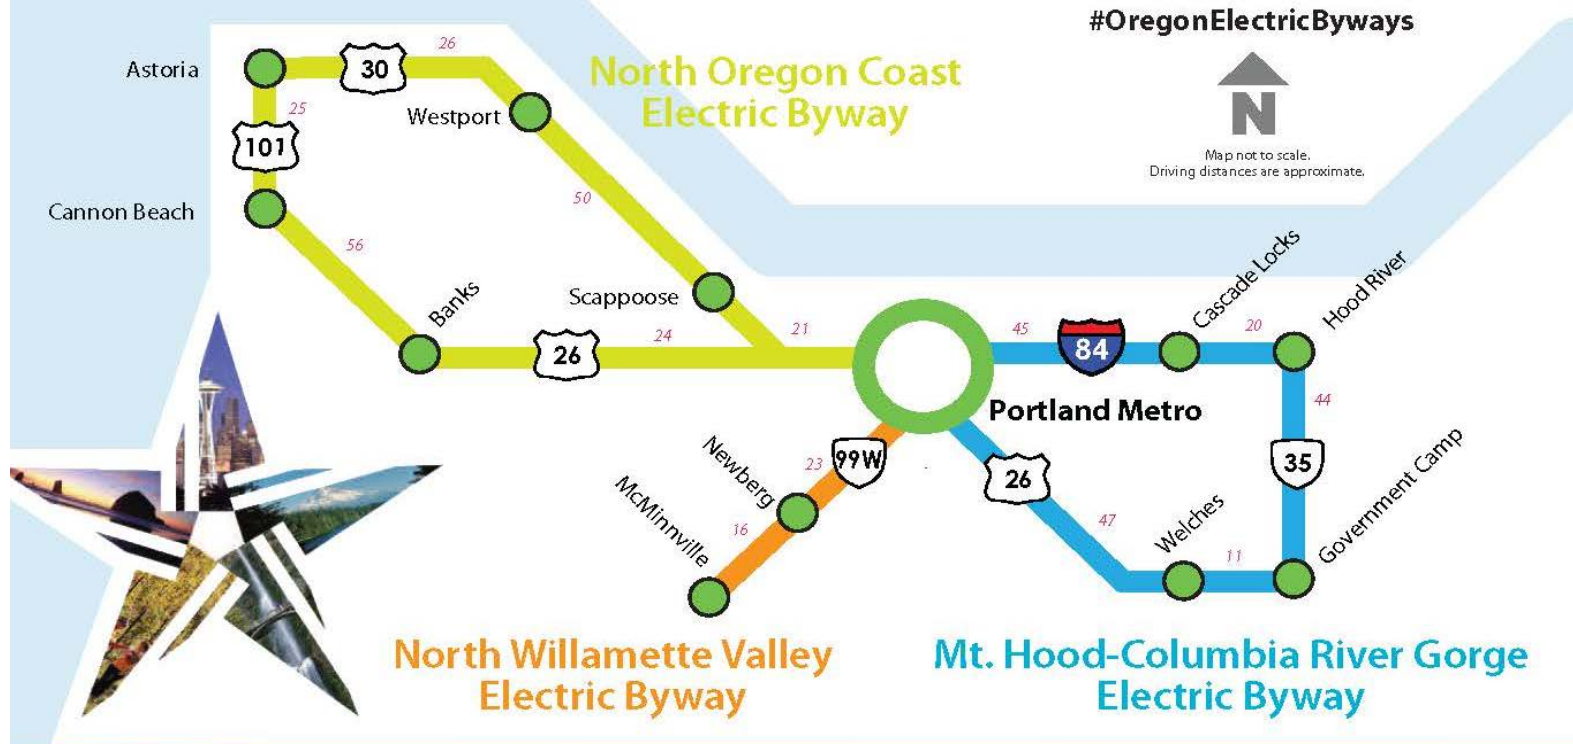 #OregonElectricByways
N
Map not to scale.
Driving distances are approximate.
North Oregon Coast
Electric Byway
Astoria
30
26
25
101
Westport
Cannon Beach
50
56
Banks
Scappoose
26
24
21
45
84
Cascade Locks
20
Hood River
Portland Metro
44
35
Government Camp
26
47
Welches
11
99W
23
Newberg
16
McMinnville
North Willamette Valley
Electric Byway
Mt. Hood-Columbia River Gorge
Electric Byway